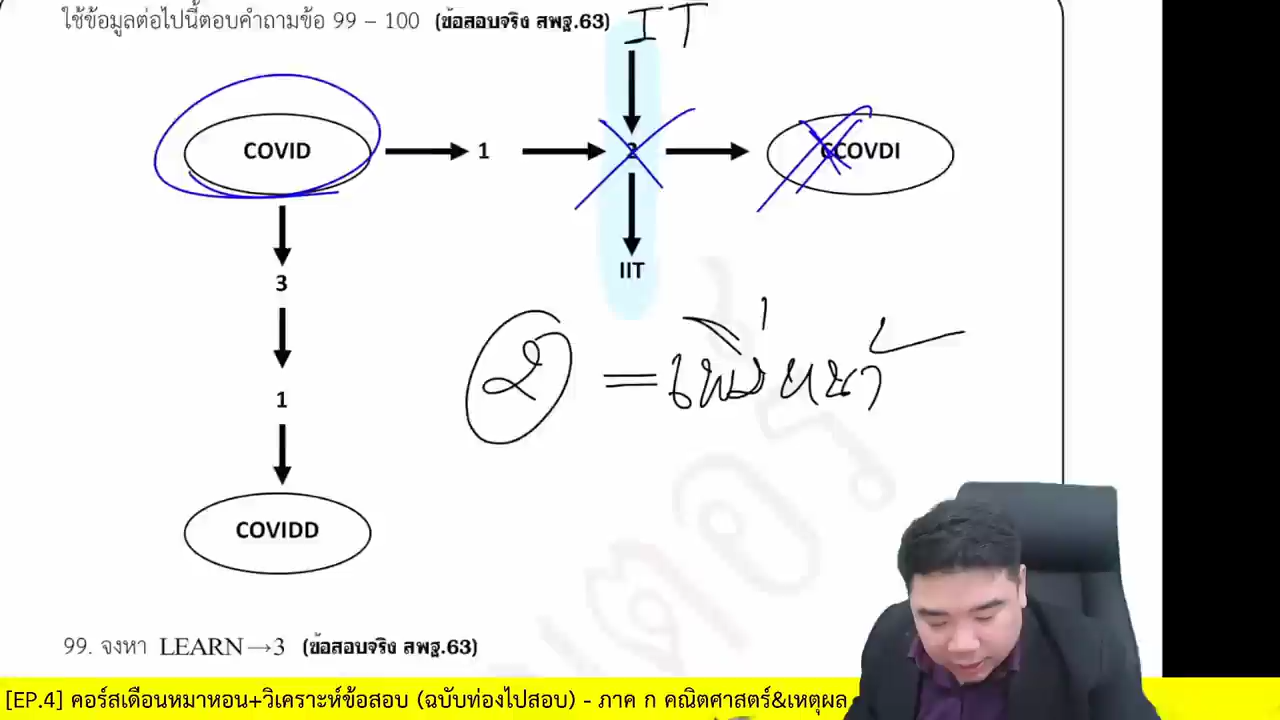 ใช้ข้อมูลต่อไปนี้ตอบคำถามข้อ 99 – 100 (ข้อสอบจริง สพฐ.63)
IT
COVID
1
2
CCOVDI
IIT
3
2 = เพิ่มหน้า
1
COVIDD
99. จงหา LEARN→3 (ข้อสอบจริง สพฐ.63)
[EP.4] คอร์สเดือนหมาหอน+วิเคราะห์ข้อสอบ (ฉบับท่องไปสอบ) - ภาค ก คณิตศาสตร์&เหตุผล